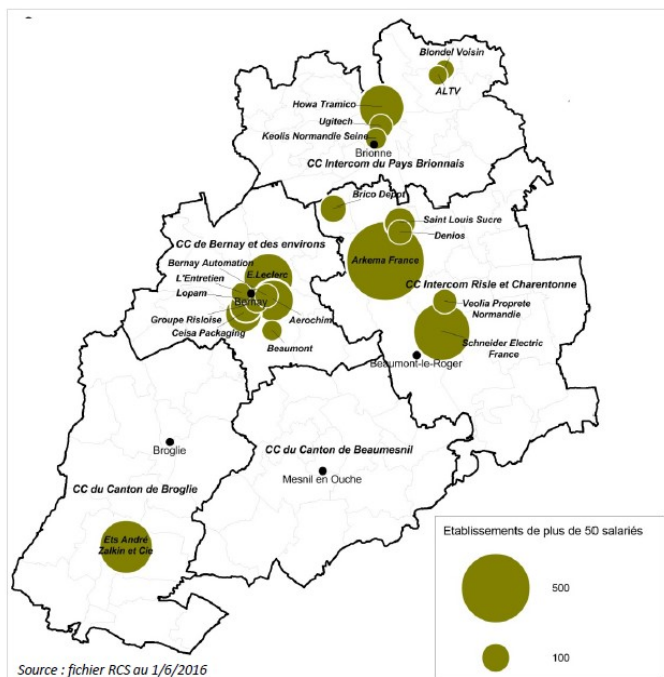 Blondel Voisin
ALTV
Howa Tramico
Ugitech
Keolis Normandie Seine
Brionne
CC Intercom du Pays Brionnais
Brico Depot
Saint Louis Sucre
Denios
CC de Bernay et des environs
Arkema France
Bernay Automation
E.Leclerc
L'Entretien
CC Intercom Risle et Charentonne
Lopam
Bernay
Veolia Proprete
Normandie
Groupe Risloise
Aerochim
Ceisa Packaging
Schneider Electric
France
Beaumont
Beaumont-le-Roger
Broglie
CC du Canton de Beaumesnil
Mesnil en Ouche
CC du Canton de Broglie
Ets André
Zalkin et Cie
Etablissements de plus de 50 salariés
500
100
Source : fichier RCS au 1/6/2016